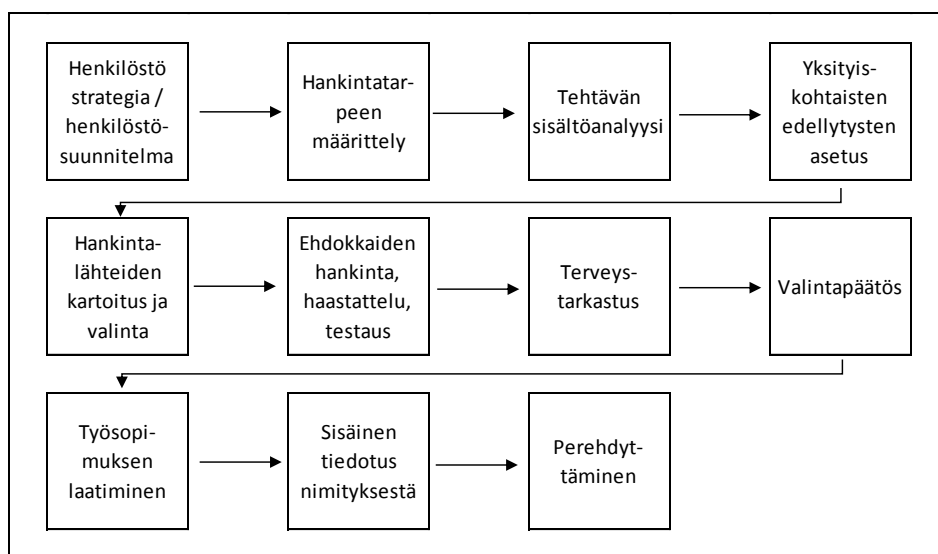 Henkilöstö
strategia /
henkilöstö-
suunnitelma
Hankintatar-
peen
määrittely
Tehtävän
sisältöanalyysi
Yksityis-
kohtaisten
edellytysten
asetus
Hankinta-
lähteiden
kartoitus ja
valinta
Ehdokkaiden
hankinta,
haastattelu,
testaus
Terveys-
tarkastus
Valintapäätös
Työsopi-
muksen
laatiminen
Sisäinen
tiedotus
nimityksestä
Perehdyt-
täminen